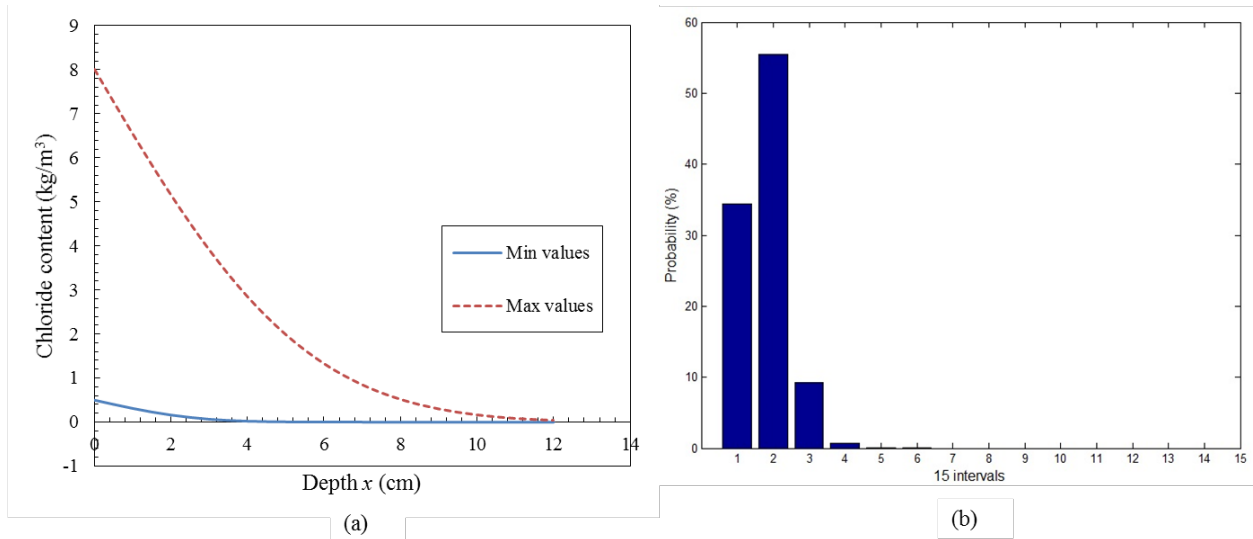 9
8
7
6
5
4
3
2
1
0
-1
Chloride content (kg/m³)
Min values
Max values
0 2 4 6 8 10 12 14
Depth x (cm)
(a)
60
50
40
30
20
10
0
Probability (%)
1 2 3 4 5 6 7 8 9 10 11 12 13 14 15
15 intervals
(b)